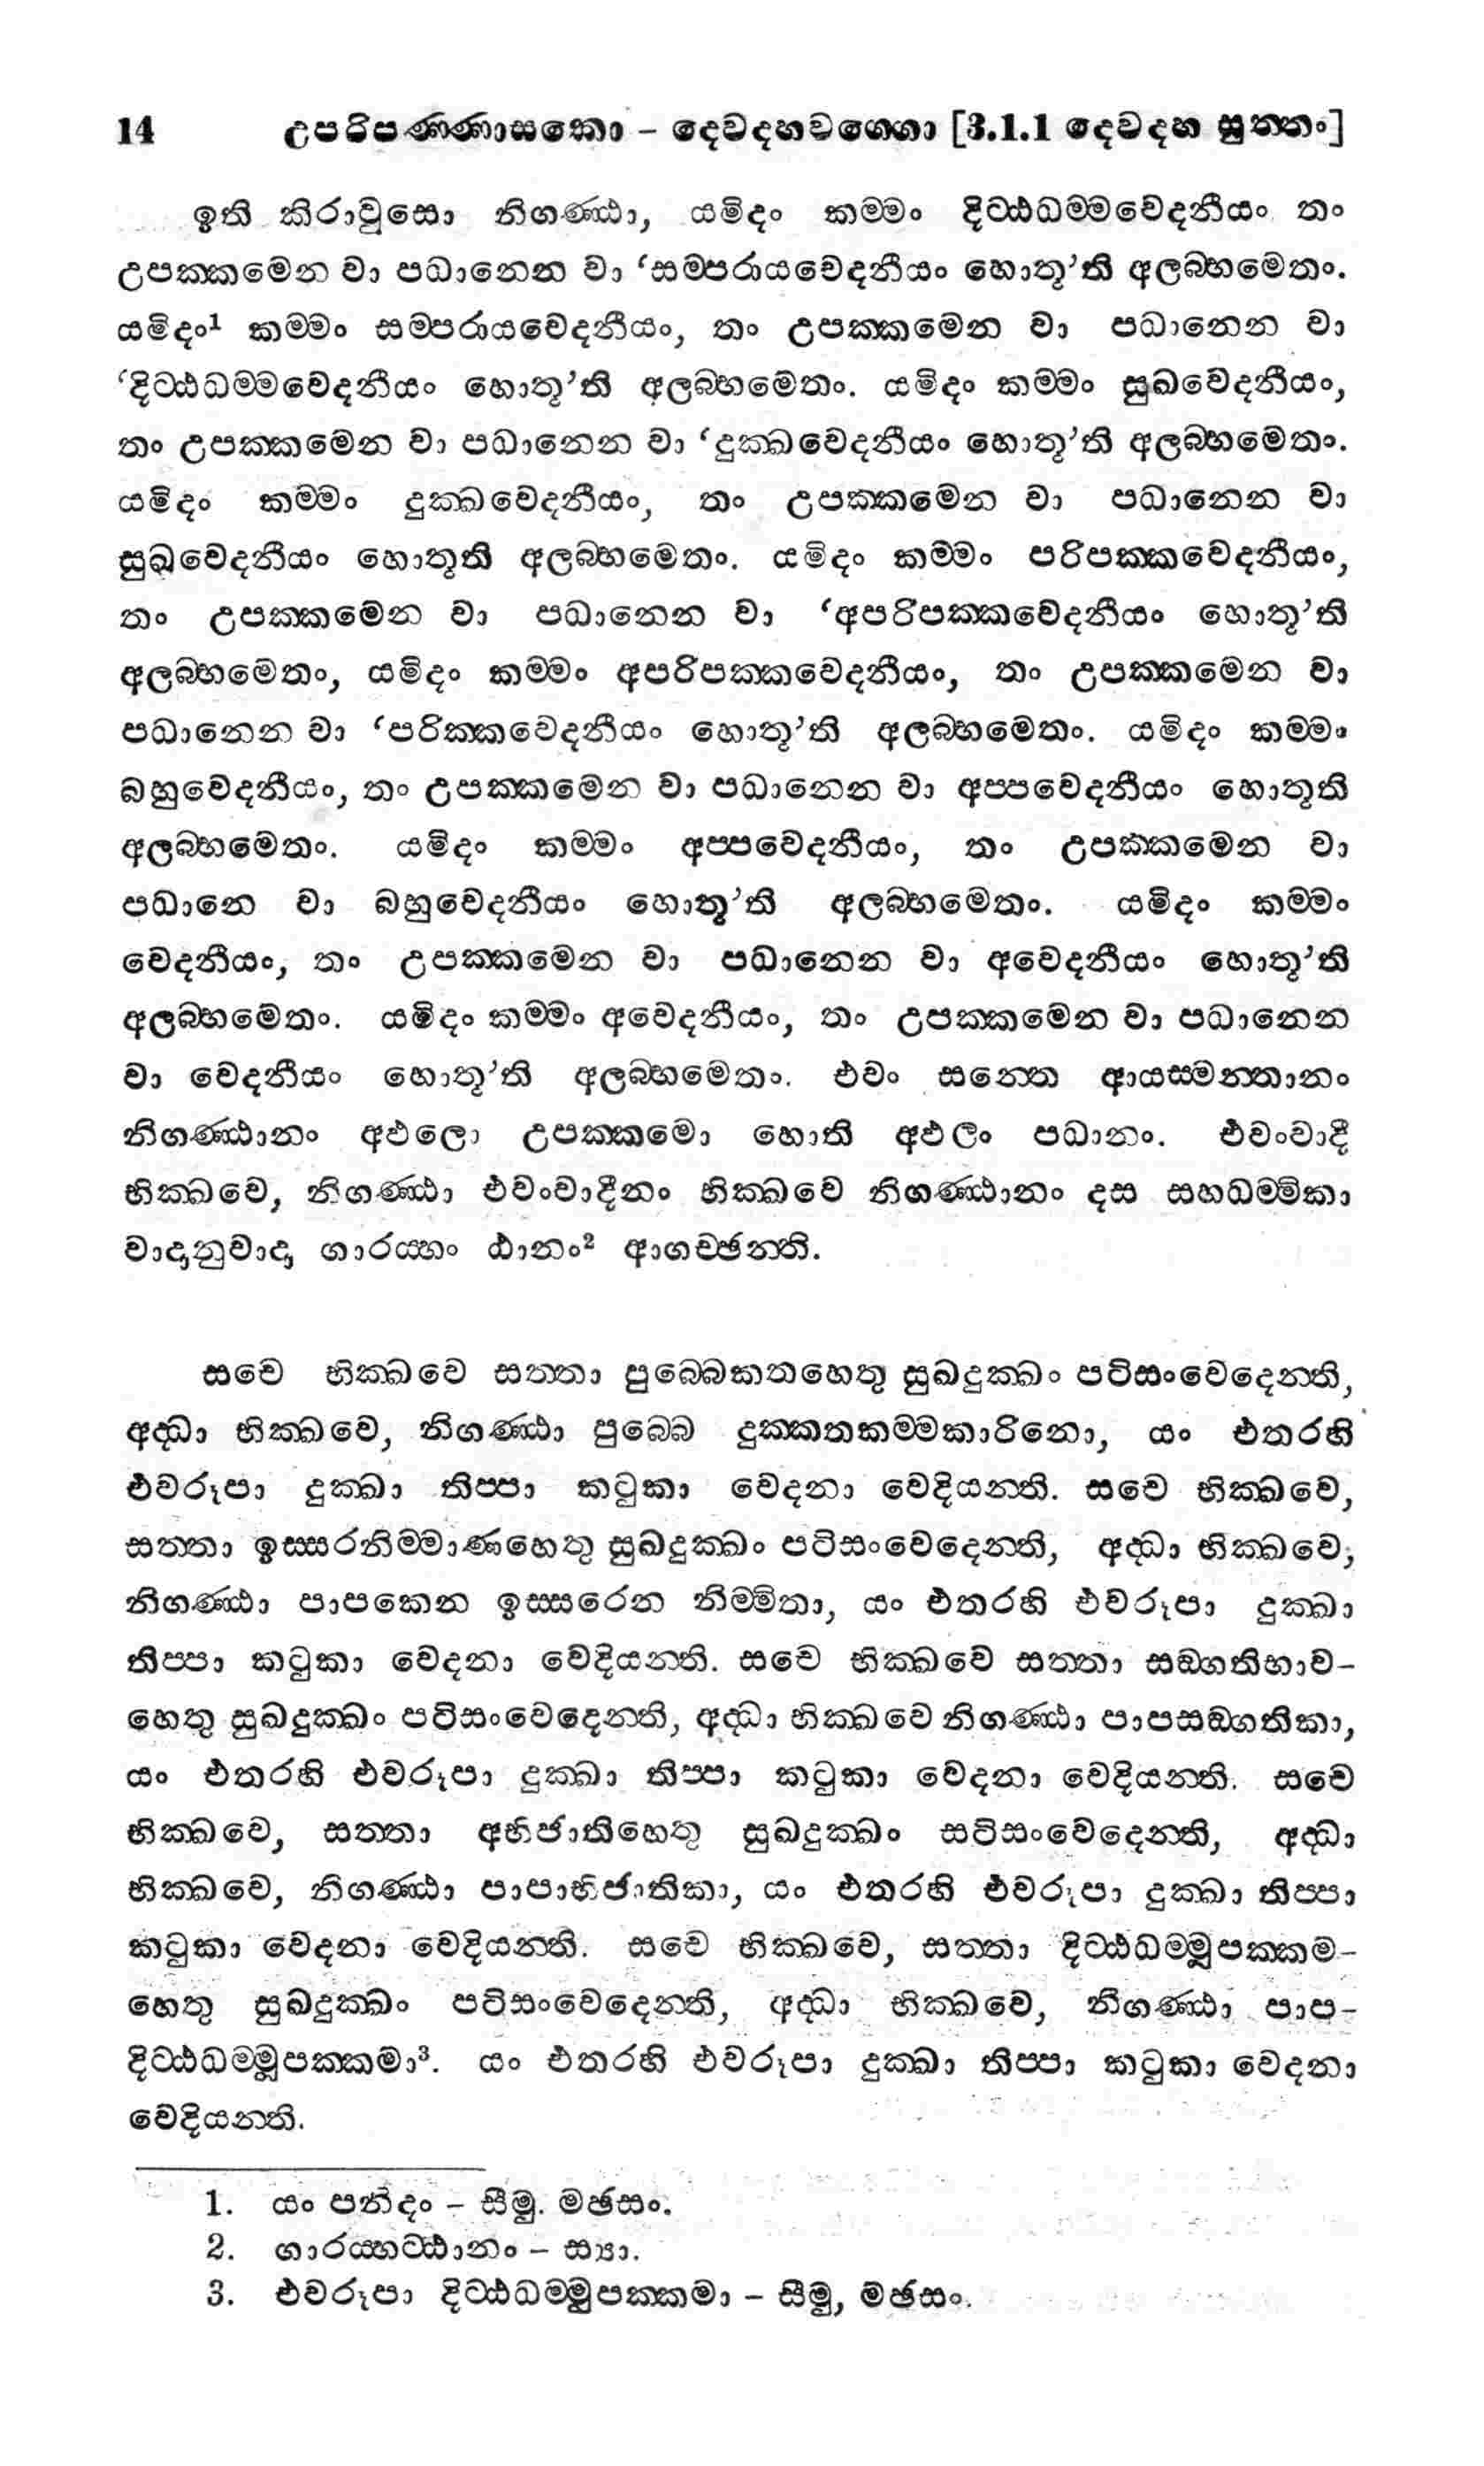 14 උපරිපණ්ණාසකො – දෙවදහවග්ගො [3.1.1 දෙවදහ සුත්තං]
ඉති කිරාවුසො නිගණ්ඨා, යමිදං කම්මං දිට්ඨධම්මවෙදනීයං තං
උපක්කමෙන වා පධානෙන වා ‘සම්පරායවෙදනීයං හොතූ’ති අලබ්භමෙතං.
යමිදං¹ කම්මං සම්පරායවෙදනීයං, තං උපක්කමෙන වා පධානෙන වා
‘දිට්ඨධම්මවෙදනීයං හොතූ’ති අලබ්භමෙතං. යමිදං කම්මං සුඛවෙදනීයං,
තං උපක්කමෙන වා පධානෙන වා ‘දුක්ඛවෙදනීයං හොතූ’ති අලබ්භමෙතං.
යමිදං කම්මං දුක්ඛවෙදනීයං, තං උපක්කමෙන වා පධානෙන වා
සුඛවෙදනීයං හොතූති අලබ්භමෙතං. යමිදං කම්මං පරිපක්කවෙදනීයං,
තං උපක්කමෙන වා පධානෙන වා ‘අපරිපක්කවෙදනීයං හොතූ’ති
අලබ්භමෙතං, යමිදං කම්මං අපරිපක්කවෙදනීයං, තං උපක්කමෙන වා
පධානෙන වා ‘පරික්කවෙදනීයං හොතූ’ති අලබ්භමෙතං. යමිදං කම්මං
බහුවෙදනීයං, තං උපක්කමෙන වා පධානෙන වා අප්පවෙදනීයං හොතූති
අලබ්භමෙතං. යමිදං කම්මං අප්පවෙදනීයං, තං උපක්කමෙන වා
පධානෙ වා බහුවෙදනීයං හොතූ’ති අලබ්භමෙතං. යමිදං කම්මං
වෙදනීයං, තං උපක්කමෙන වා පධානෙන වා අවෙදනීයං හොතූ’ති
අලබ්භමෙතං. යමිදං කම්මං අවෙදනීයං, තං උපක්කමෙන වා පධානෙන
වා වෙදනීයං හොතූ’ති අලබ්භමෙතං. එවං සන්තෙ ආයස්මන්තානං
නිගණ්ඨානං අඵලො උපක්කමො හොති අඵලං පධානං. එවංවාදී
භික්ඛවෙ, නිගණ්ඨා එවංවාදීනං භික්ඛවෙ නිගණ්ඨානං දස සහධම්මිකා
වාදානුවාදා ගාරය්හං ඨානං² ආගච්ඡන්ති.
සචෙ භික්ඛවෙ සත්තා පුබ්බෙකතහෙතු සුඛදුක්ඛං පටිසංවෙදෙන්ති,
අද්ධා භික්ඛවෙ, නිගණ්ඨා පුබ්බෙ දුක්කතකම්මකාරිනො, යං එතරහි
එවරූපා දුක්ඛා තිප්පා කටුකා වෙදනා වෙදියන්ති. සචෙ භික්ඛවෙ,
සත්තා ඉස්සරනිම්මාණහෙතු සුඛදුක්ඛං පටිසංවෙදෙන්ති, අද්ධා භික්ඛවෙ,
නිගණ්ඨා පාපකෙන ඉස්සරෙන නිම්මිතා, යං එතරහි එවරූපා දුක්ඛා
තිප්පා කටුකා වෙදනා වෙදියන්ති. සචෙ භික්ඛවෙ සත්තා සඞ්ගතිභාව-
හෙතු සුඛදුක්ඛං පටිසංවෙදෙන්ති, අද්ධා භික්ඛවෙ නිගණ්ඨා පාපසඞ්ගතිකා,
යං එතරහි එවරූපා දුක්ඛා තිප්පා කටුකා වෙදනා වෙදියන්ති. සචෙ
භික්ඛවෙ, සත්තා අභිජාතිහෙතු සුඛදුක්ඛං සටිසංවෙදෙන්ති, අද්ධා
භික්ඛවෙ, නිගණ්ඨා පාපාභිජාතිකා, යං එතරහි එවරූපා දුක්ඛා තිප්පා
කටුකා වෙදනා වෙදියන්ති. සචෙ භික්ඛවෙ, සත්තා දිට්ඨධම්මූපක්කම-
හෙතු සුඛදුක්ඛං පටිසංවෙදෙන්ති, අද්ධා භික්ඛවෙ, නිගණ්ඨා පාප-
දිට්ඨධම්මූපක්කමා³. යං එතරහි එවරූපා දුක්ඛා තිප්පා කටුකා වෙදනා
වෙදියන්ති.
1. යං පනිදං – සීමු. මඡසං.
2. ගාරය්හට්ඨානං – ස්‍යා.
3. එවරූපා දිට්ඨධම්මුපක්කමා – සීමු, මඡසං.